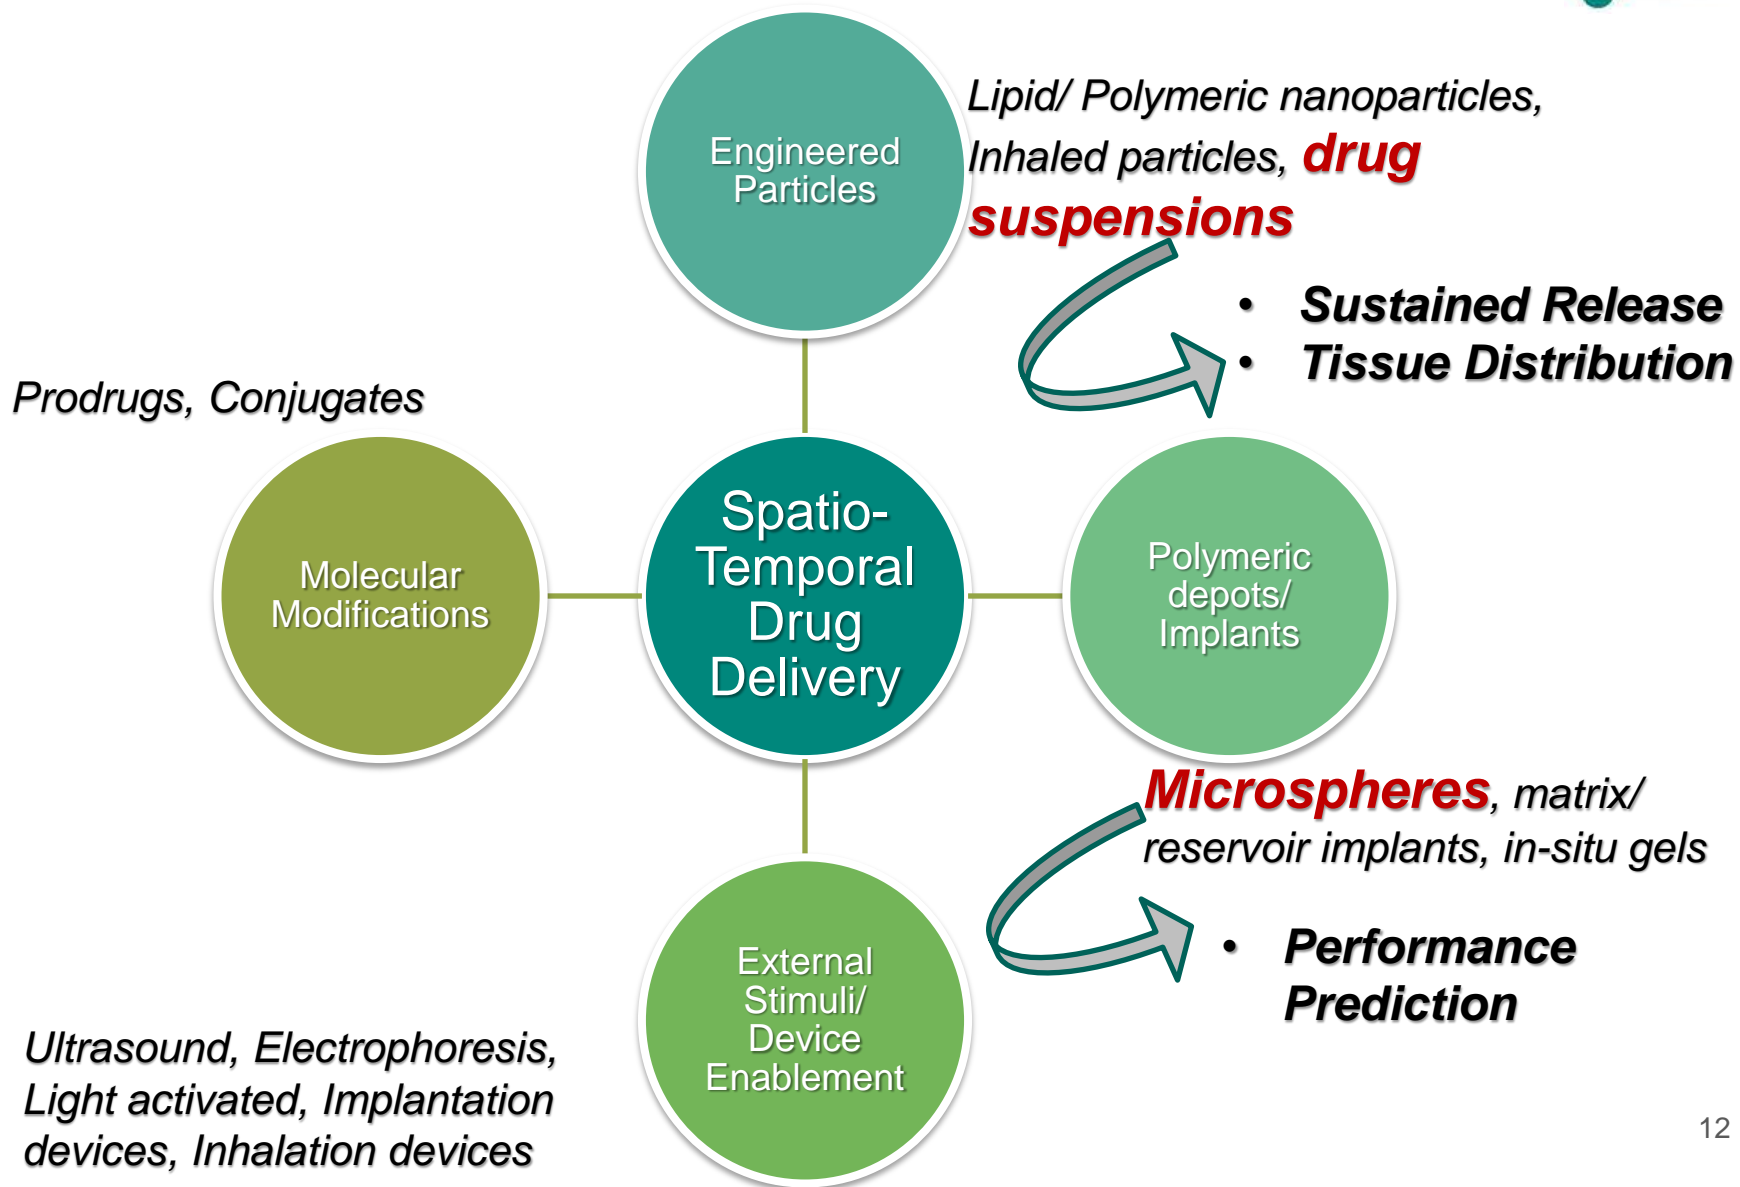 Engineered
Particles
Lipid/ Polymeric nanoparticles,
Inhaled particles, drug
suspensions
• Sustained Release
• Tissue Distribution
Prodrugs, Conjugates
Molecular
Modifications
Spatio-
Temporal
Drug
Delivery
Polymeric
depots/
Implants
Microspheres, matrix/
reservoir implants, in-situ gels
• Performance
Prediction
External
Stimuli/
Device
Enablement
Ultrasound, Electrophoresis,
Light activated, Implantation
devices, Inhalation devices
12